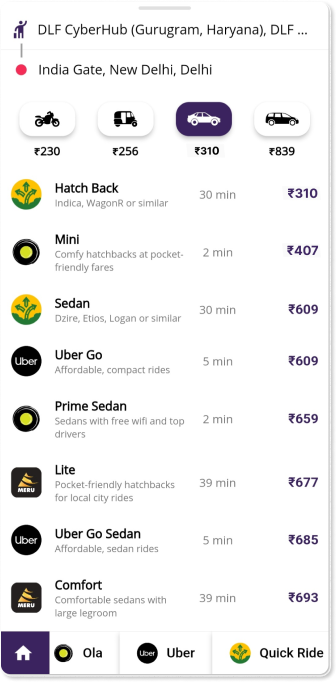 DLF CyberHub (Gurugram, Haryana), DLF ...
India Gate, New Delhi, Delhi
₹230 ₹256 ₹310 ₹839
Hatch Back
Indica, WagonR or similar
30 min
₹310
Mini
Comfy hatchbacks at pocket-
friendly fares
2 min
₹407
Sedan
Dzire, Etios, Logan or similar
30 min
₹609
Uber
Uber Go
Affordable, compact rides
5 min
₹609
Prime Sedan
Sedans with free wifi and top
drivers
2 min
₹659
MERU
Lite
Pocket-friendly hatchbacks
for local city rides
39 min
₹677
Uber
Uber Go Sedan
Affordable, sedan rides
5 min
₹685
MERU
Comfort
Comfortable sedans with
large legroom
39 min
₹693
Ola
Uber
Uber
Quick Ride